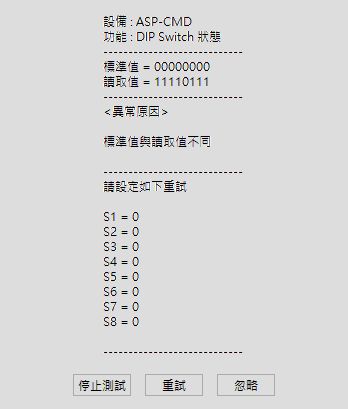 設備 : ASP-CMD
功能 : DIP Switch 狀態
---------------------------
標準值 = 00000000
讀取值 = 11110111
---------------------------
<異常原因>
標準值與讀取值不同
---------------------------
請設定如下重試
S1 = 0
S2 = 0
S3 = 0
S4 = 0
S5 = 0
S6 = 0
S7 = 0
S8 = 0
---------------------------
停止測試 重試 忽略